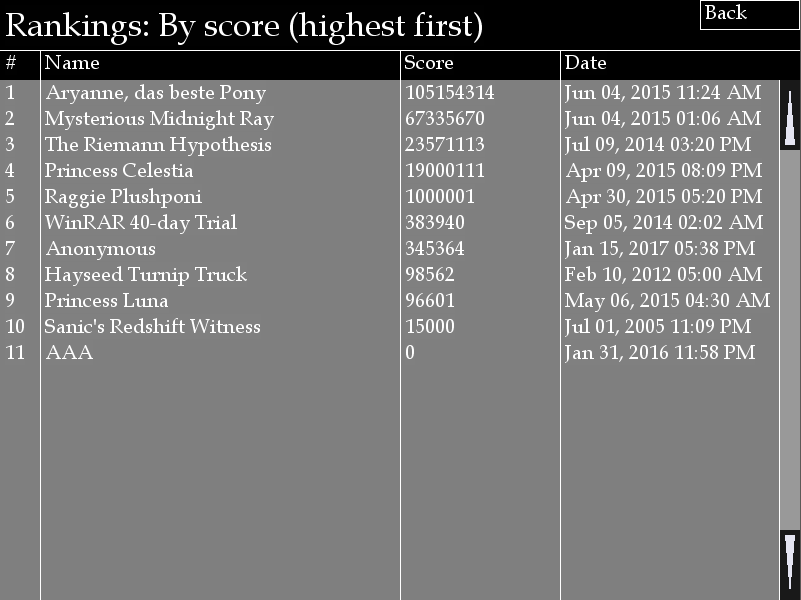 Rankings: By score (highest first)
Back
# Name Score Date
1 Aryanne, das beste Pony 105154314 Jun 04, 2015 11:24 AM
2 Mysterious Midnight Ray 67335670 Jun 04, 2015 01:06 AM
3 The Riemann Hypothesis 23571113 Jul 09, 2014 03:20 PM
4 Princess Celestia 19000111 Apr 09, 2015 08:09 PM
5 Raggie Plushponi 1000001 Apr 30, 2015 05:20 PM
6 WinRAR 40-day Trial 383940 Sep 05, 2014 02:02 AM
7 Anonymous 345364 Jan 15, 2017 05:38 PM
8 Hayseed Turnip Truck 98562 Feb 10, 2012 05:00 AM
9 Princess Luna 96601 May 06, 2015 04:30 AM
10 Sanic's Redshift Witness 15000 Jul 01, 2005 11:09 PM
11 AAA 0 Jan 31, 2016 11:58 PM